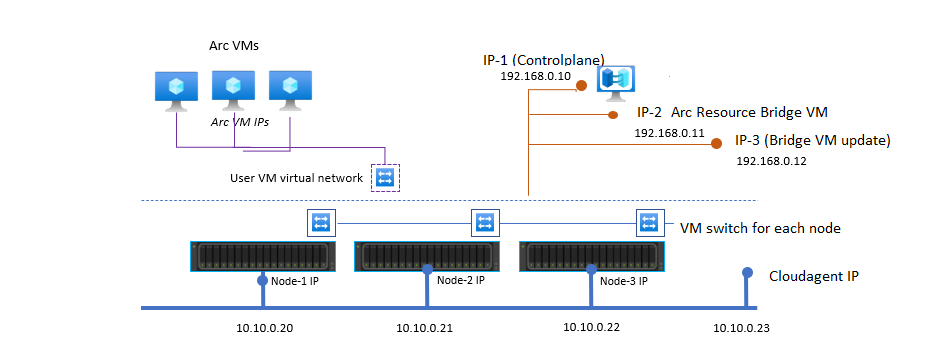 Arc VMs
IP-1 (Controlplane)
192.168.0.10
IP-2 Arc Resource Bridge VM
Arc VM IPs
192.168.0.11
IP-3 (Bridge VM update)
192.168.0.12
User VM virtual network
VM switch for each node
Node-1 IP
Node-2 IP
Node-3 IP
Cloudagent IP
10.10.0.20
10.10.0.21
10.10.0.22
10.10.0.23